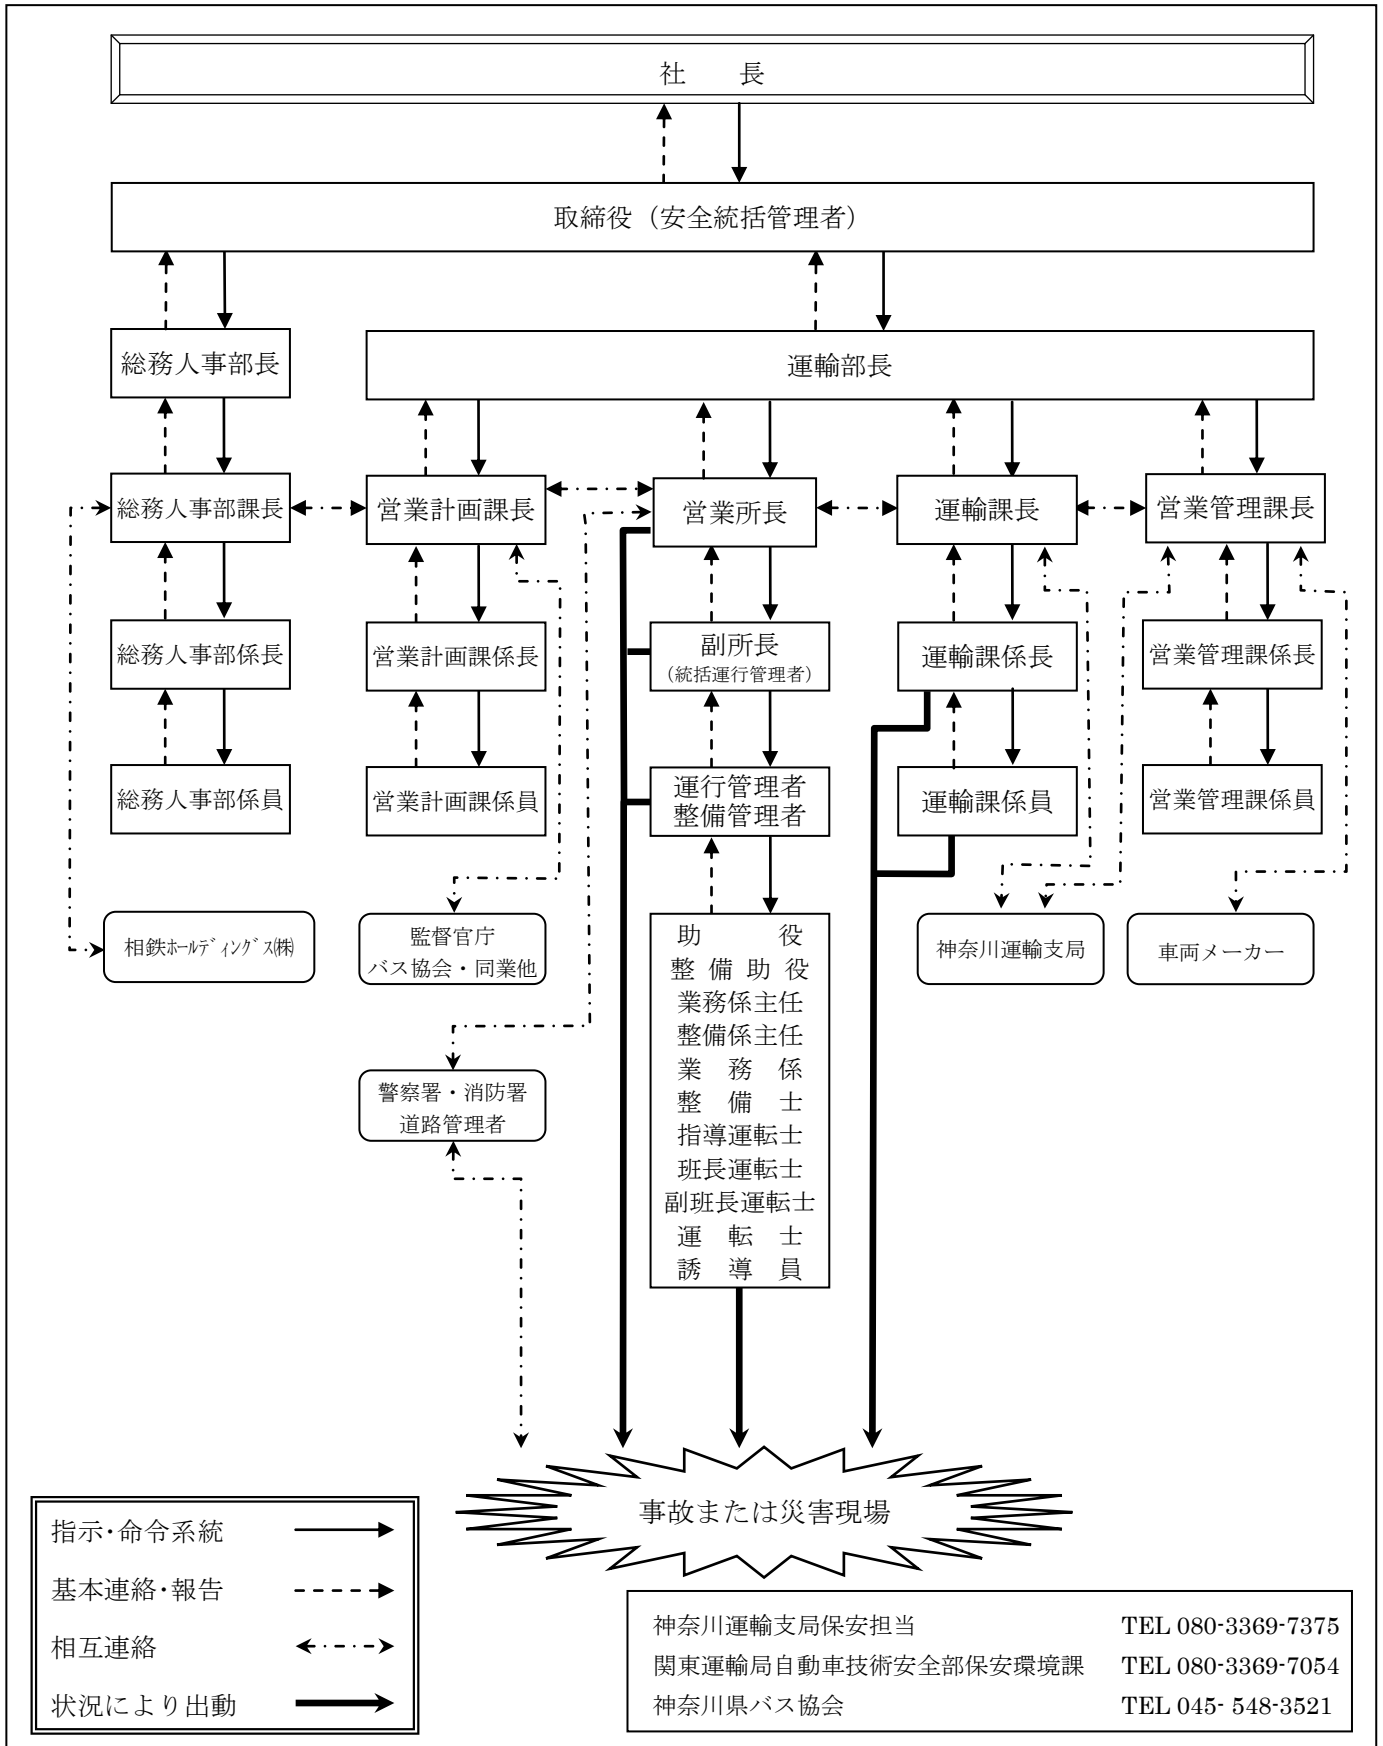 社　長
取締役（安全統括管理者）
総務人事部長
運輸部長
総務人事部課長
営業計画課長
営業所長
運輸課長
営業管理課長
総務人事部係長
営業計画課係長
副所長
（統括運行管理者）
運輸課係長
営業管理課係長
総務人事部係員
営業計画課係員
運行管理者
整備管理者
運輸課係員
営業管理課係員
相鉄ホールディングス㈱
監督官庁
バス協会・同業他
助役
整備助役
業務係主任
整備係主任
業務係
整備士
指導運転士
班長運転士
副班長運転士
運転士
誘導員
神奈川運輸支局
車両メーカー
警察署・消防署
道路管理者
事故または災害現場
指示・命令系統
基本連絡・報告
相互連絡
状況により出動
神奈川運輸支局保安担当 TEL 080-3369-7375
関東運輸局自動車技術安全部保安環境課 TEL 080-3369-7054
神奈川県バス協会 TEL 045- 548-3521